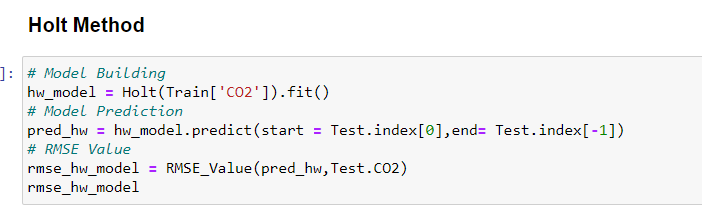 Holt Method
]: # Model Building
hw_model = Holt(Train['CO2']).fit()
# Model Prediction
pred_hw = hw_model.predict(start = Test.index[0],end= Test.index[-1])
# RMSE Value
rmse_hw_model = RMSE_Value(pred_hw,Test.CO2)
rmse_hw_model